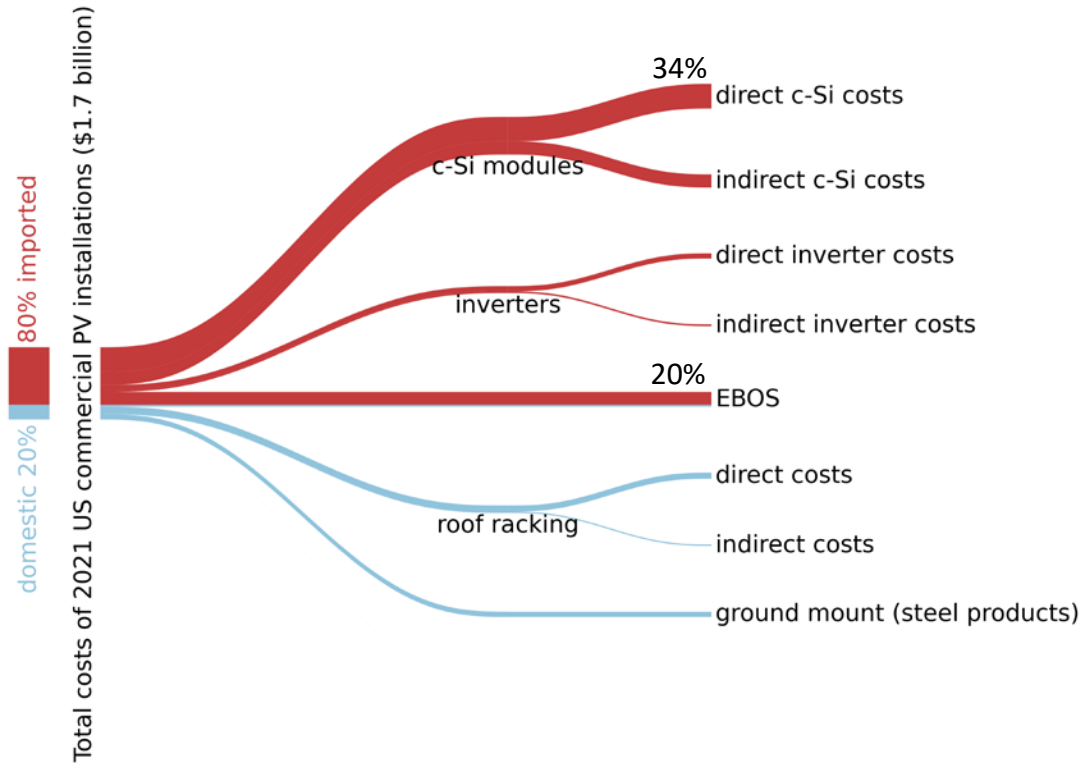 80% imported
domestic 20%
Total costs of 2021 US commercial PV installations ($1.7 billion)
34%
direct c-Si costs
c-Si modules
indirect c-Si costs
direct inverter costs
inverters
indirect inverter costs
20%
EBOS
direct costs
roof racking
indirect costs
ground mount (steel products)